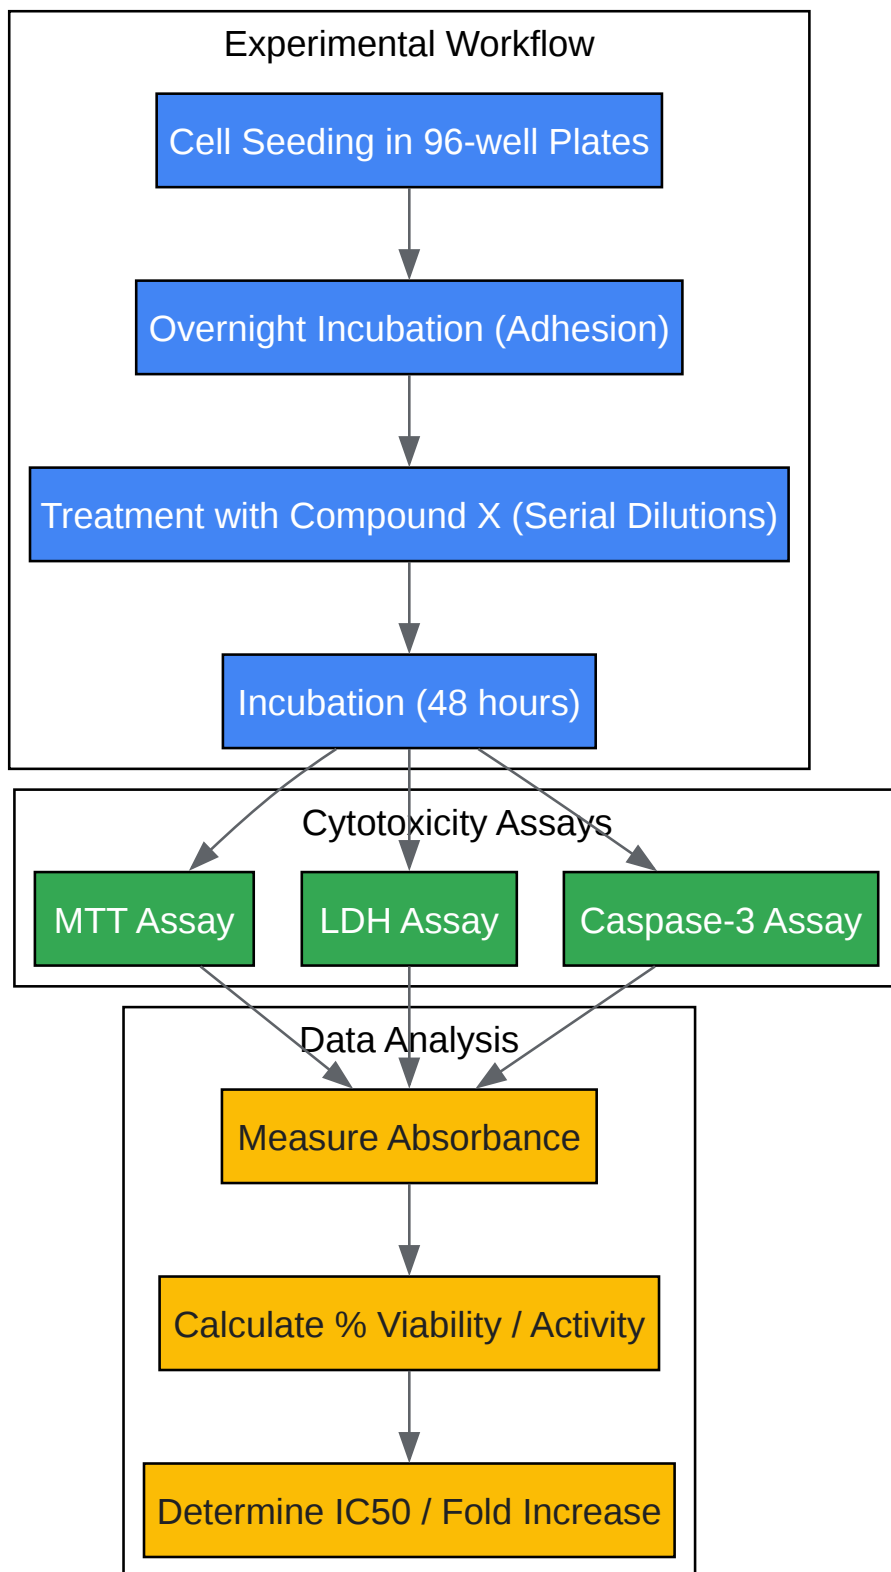 Experimental Workflow
Cell Seeding in 96-well Plates
Overnight Incubation (Adhesion)
Treatment with Compound X (Serial Dilutions)
Incubation (48 hours)
Cytotoxicity Assays
MTT Assay
LDH Assay
Caspase-3 Assay
Data Analysis
Measure Absorbance
Calculate % Viability / Activity
Determine IC50 / Fold Increase